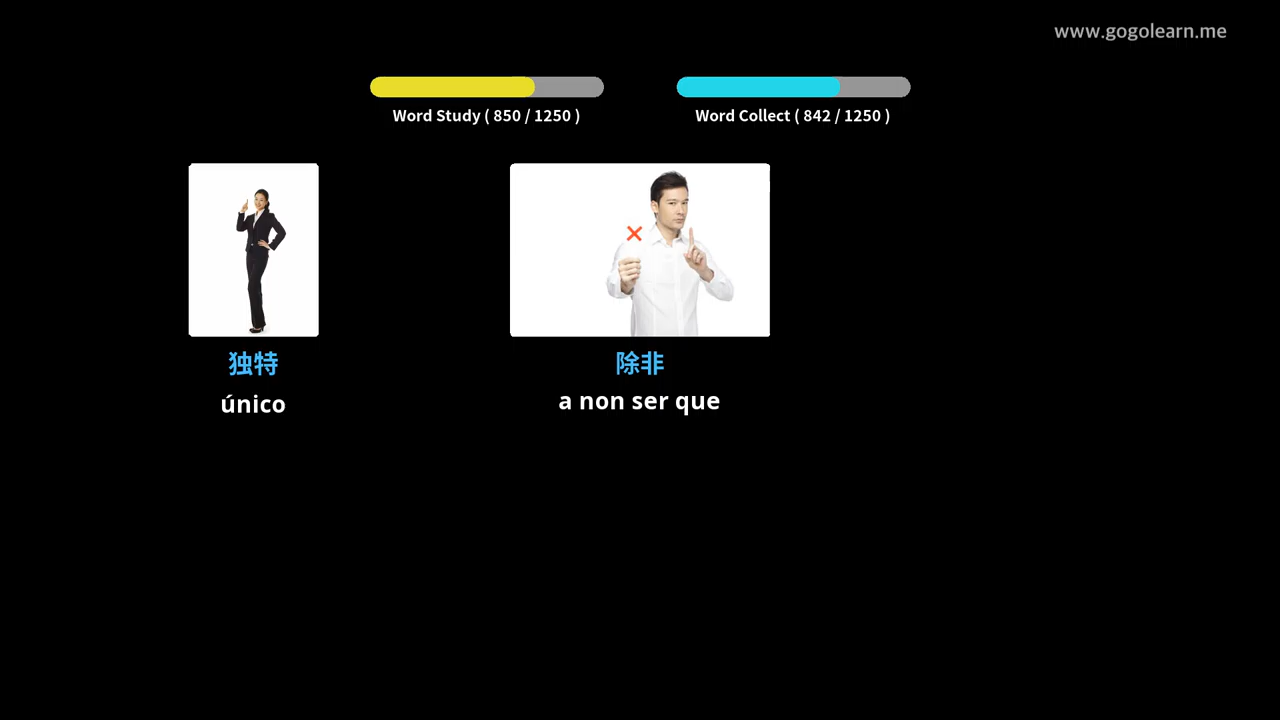 www.gogolearn.me
Word Study ( 850 / 1250 )
Word Collect ( 842 / 1250 )
独特
único
除非
a non ser que